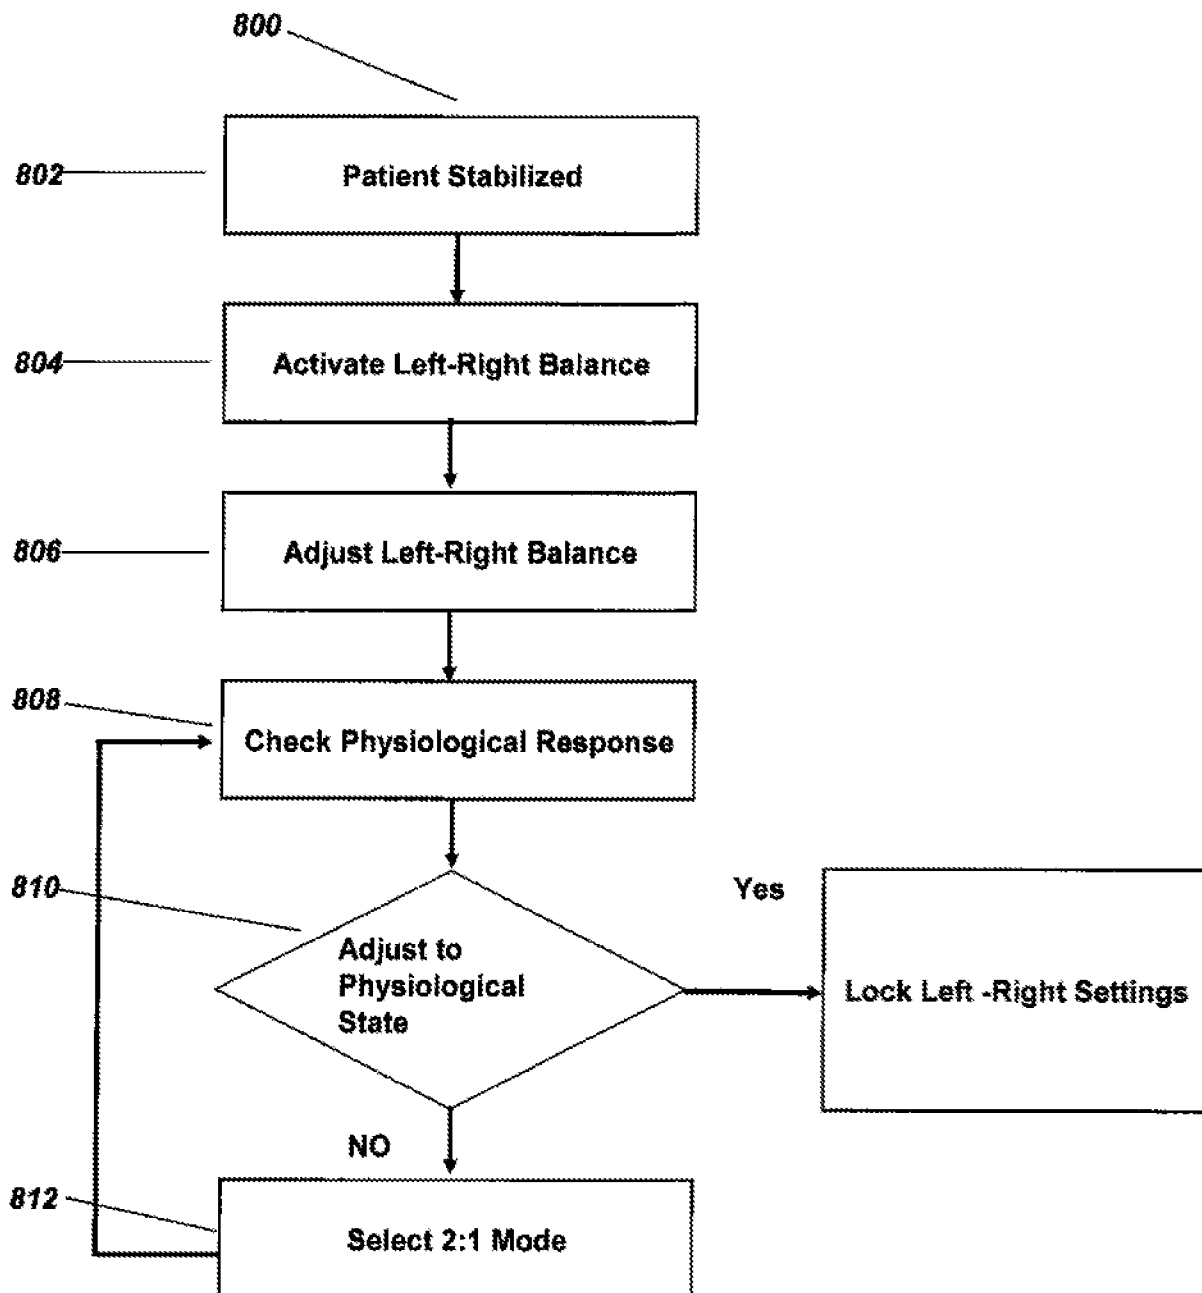 800
802
Patient Stabilized
804
Activate Left-Right Balance
806
Adjust Left-Right Balance
808
Check Physiological Response
810
Adjust to
Physiological
State
Yes
Lock Left -Right Settings
NO
812
Select 2:1 Mode